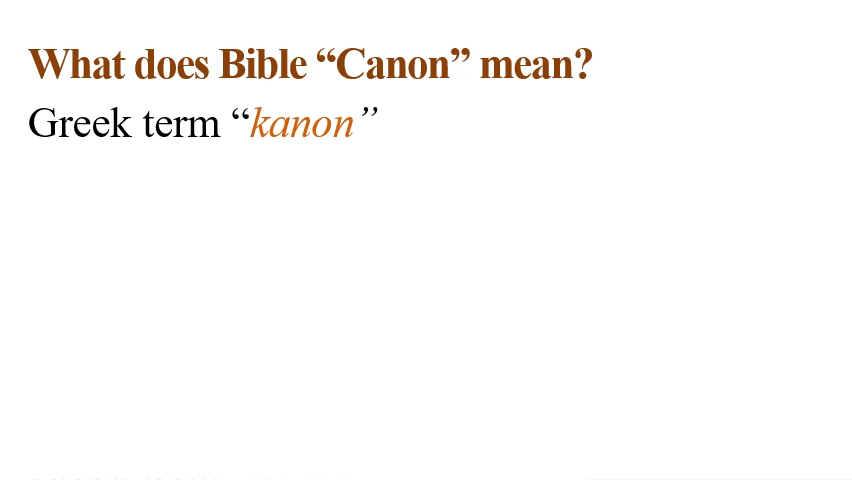 What does Bible “Canon” mean?
Greek term “kanon”